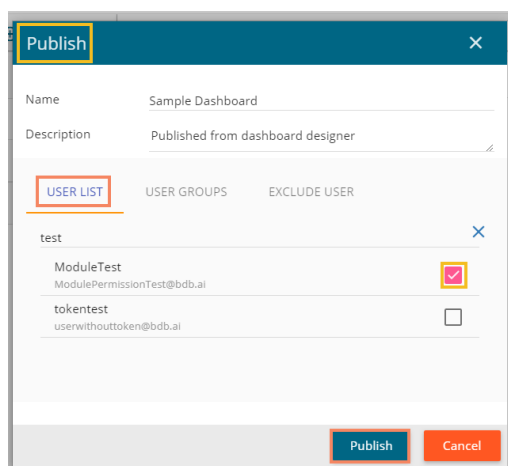 Publish
Name Sample Dashboard
Description Published from dashboard designer
USER LIST USER GROUPS EXCLUDE USER
test
ModuleTest
ModulePermissionTest@bdb.ai
tokentest
userwithouttoken@bdb.ai
Publish Cancel